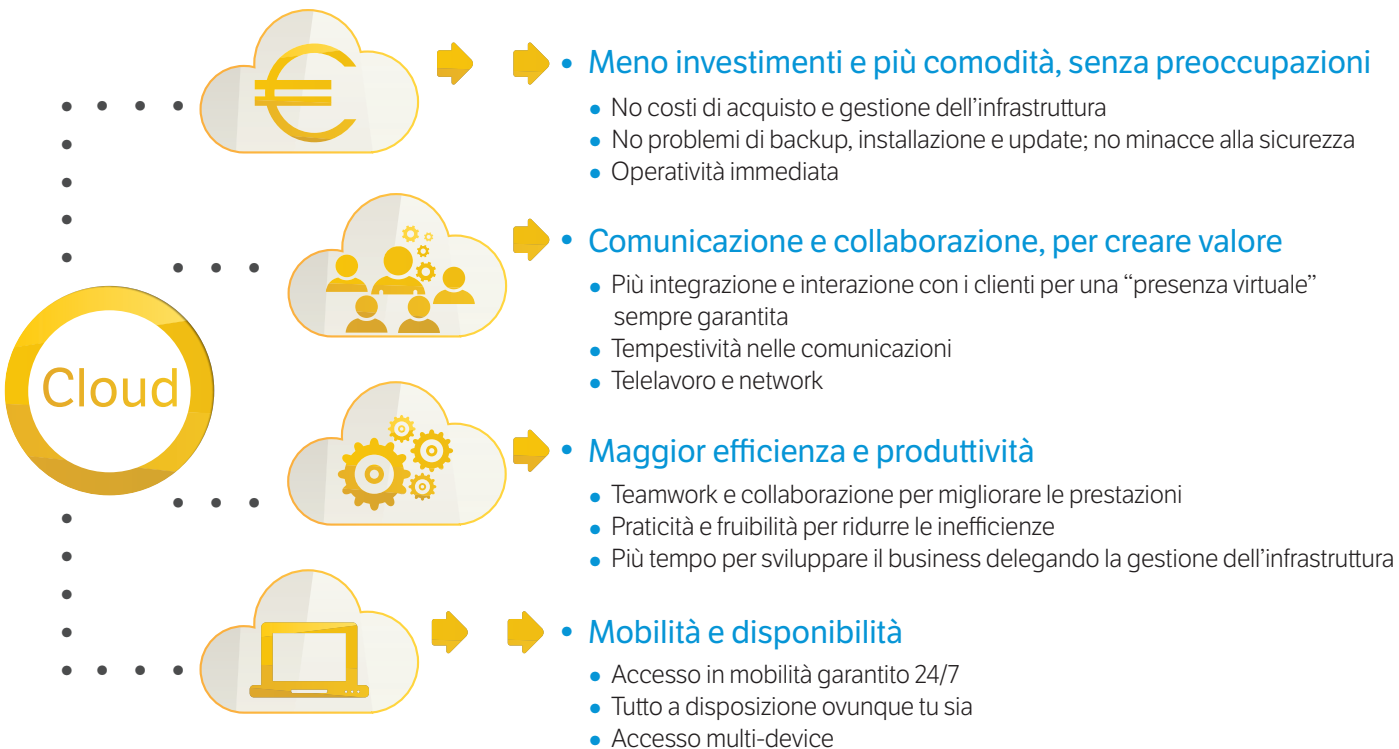 • Meno investimenti e più comodità, senza preoccupazioni
• No costi di acquisto e gestione dell'infrastruttura
• No problemi di backup, installazione e update; no minacce alla sicurezza
• Operatività immediata
• Comunicazione e collaborazione, per creare valore
• Più integrazione e interazione con i clienti per una “presenza virtuale”
sempre garantita
• Tempestività nelle comunicazioni
• Telelavoro e network
Cloud
• Maggior efficienza e produttività
• Teamwork e collaborazione per migliorare le prestazioni
• Praticità e fruibilità per ridurre le inefficienze
• Più tempo per sviluppare il business delegando la gestione dell'infrastruttura
• Mobilità e disponibilità
• Accesso in mobilità garantito 24/7
• Tutto a disposizione ovunque tu sia
• Accesso multi-device